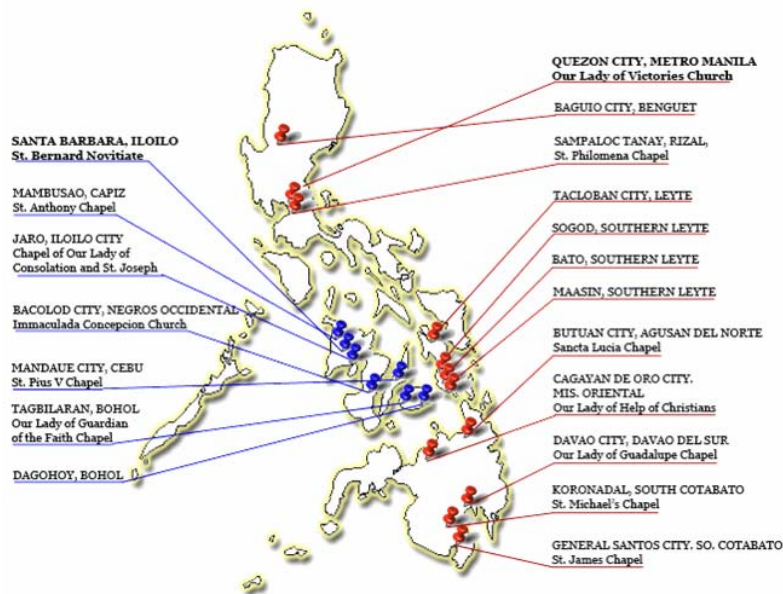 QUEZON CITY, METRO MANILA
Our Lady of Victories Church
BAGUIO CITY, BENGUET
SANTA BARBARA, ILOILO
St. Bernard Novitiate
SAMPALOC TANAY, RIZAL,
St. Philomena Chapel
MAMBUSAO, CAPIZ
St. Anthony Chapel
TACLOBAN CITY, LEYTE
SOGOD, SOUTHERN LEYTE
JARO, ILOILO CITY
Chapel of Our Lady of
Consolation and St. Joseph
BATO, SOUTHERN LEYTE
MAASIN, SOUTHERN LEYTE
BACOLOD CITY, NEGROS OCCIDENTAL
Immaculada Concepcion Church
BUTUAN CITY, AGUSAN DEL NORTE
Sancta Lucia Chapel
MANDAUE CITY, CEBU
St. Pius V Chapel
CAGAYAN DE ORO CITY.
MIS. ORIENTAL
Our Lady of Help of Christians
TAGBILARAN, BOHOL
Our Lady of Guardian
of the Faith Chapel
DAVAO CITY, DAVAO DEL SUR
Our Lady of Guadalupe Chapel
DAGOHOY, BOHOL
KORONADAL, SOUTH COTABATO
St. Michael's Chapel
GENERAL SANTOS CITY. SO. COTABATO
St. James Chapel